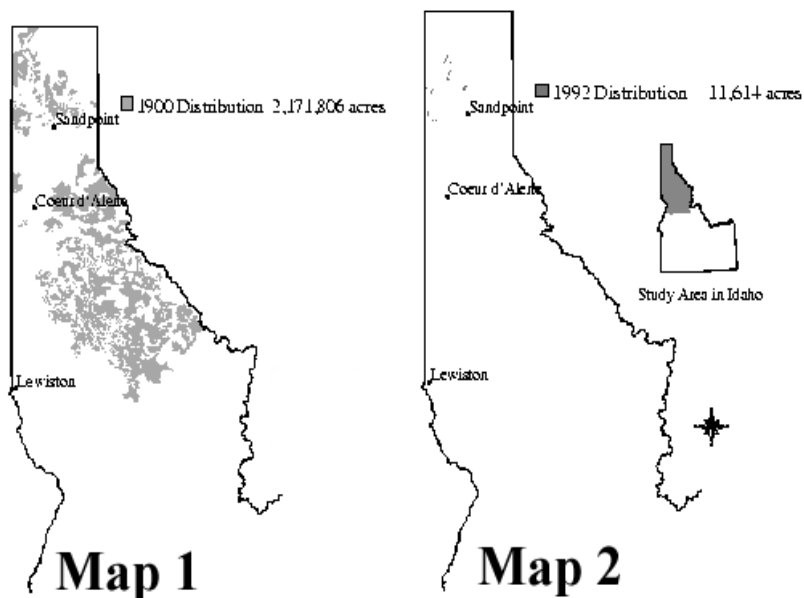 1900 Distribution 2,171,806 acres
Sandpoint
Coeur d'Alene
Lewiston
Map 1
1992 Distribution 11,614 acres
Sandpoint
Coeur d'Alene
Study Area in Idaho
Lewiston
Map 2